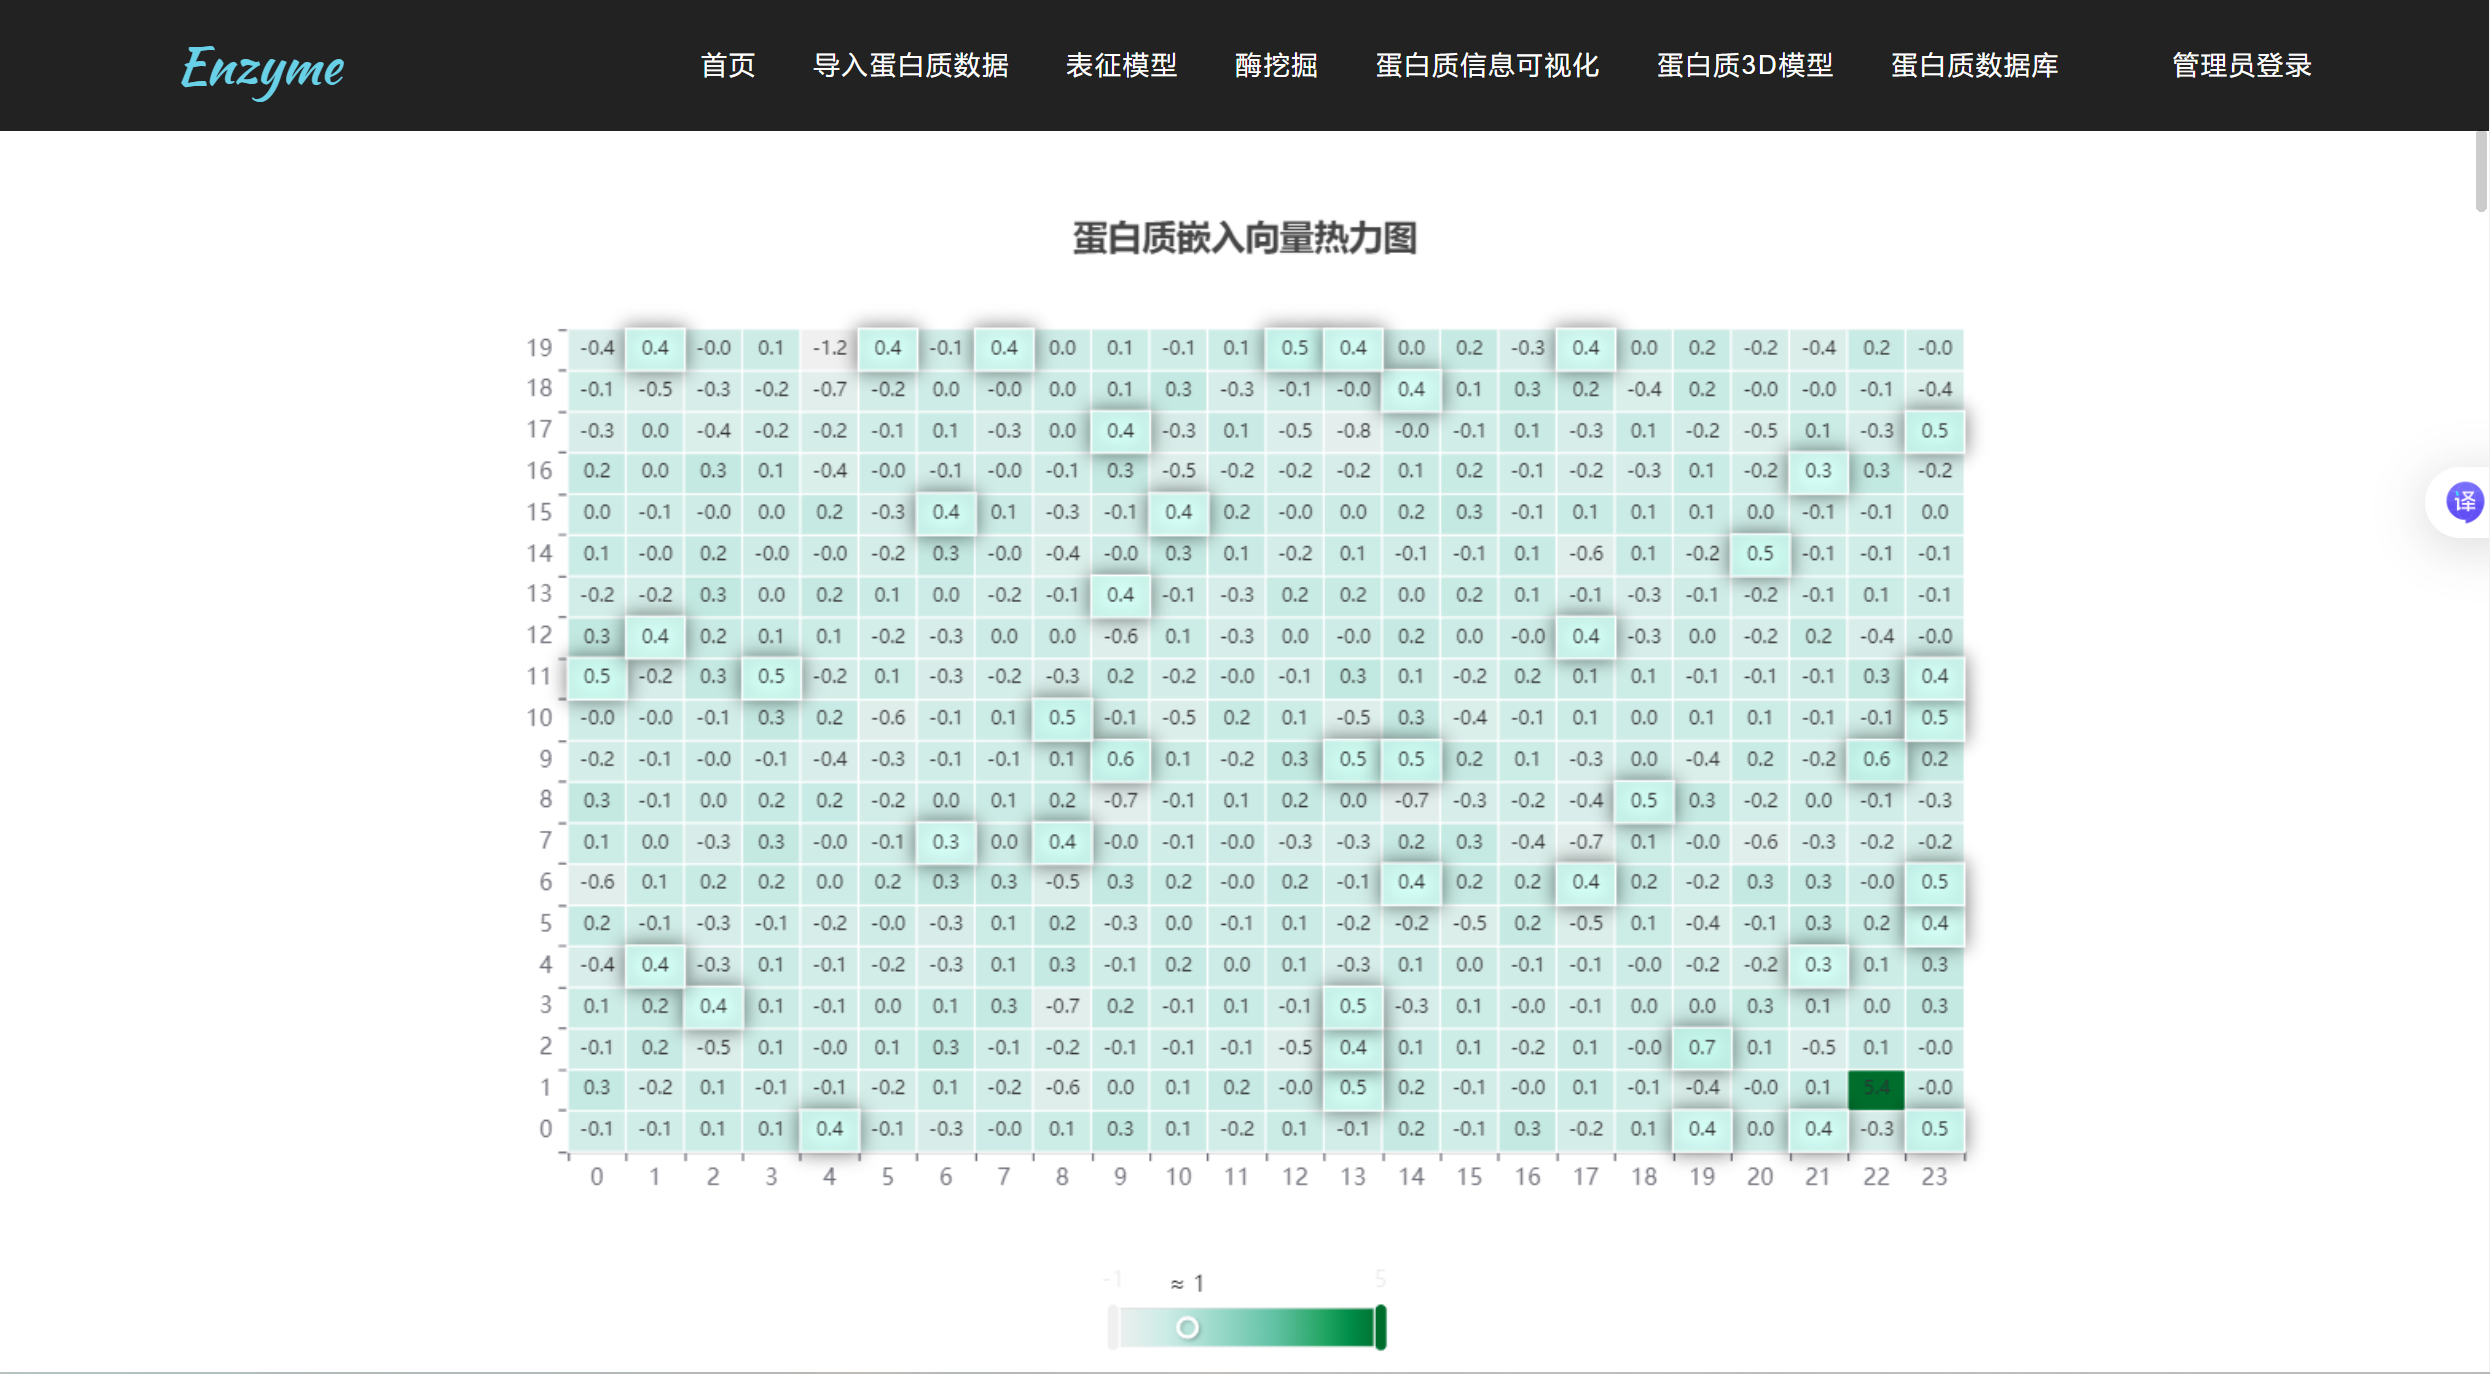 Enzyme 首页 导入蛋白质数据 表征模型 酶挖掘 蛋白质信息可视化 蛋白质3D模型 蛋白质数据库 管理员登录
蛋白质嵌入向量热力图
19 -0.4 0.4 -0.0 0.1 -1.2 0.4 -0.1 0.4 0.0 0.1 -0.1 0.1 0.5 0.4 0.0 0.2 -0.3 0.4 0.0 0.2 -0.2 -0.4 0.2 -0.0
18 -0.1 -0.5 -0.3 -0.2 -0.7 -0.2 0.0 -0.0 0.0 0.1 0.3 -0.3 -0.1 -0.0 0.4 0.1 0.3 0.2 -0.4 0.2 -0.0 -0.0 -0.1 -0.4
17 -0.3 0.0 -0.4 -0.2 -0.2 -0.1 0.1 -0.3 0.0 0.4 -0.3 0.1 -0.5 -0.8 -0.0 -0.1 0.1 -0.3 0.1 -0.2 -0.5 0.1 -0.3 0.5
译
16 0.2 0.0 0.3 0.1 -0.4 -0.0 -0.1 -0.0 -0.1 0.3 -0.5 -0.2 -0.2 -0.2 0.1 0.2 -0.1 -0.2 -0.3 0.1 -0.2 0.3 0.3 -0.2
15 0.0 -0.1 -0.0 0.0 0.2 -0.3 0.4 0.1 -0.3 -0.1 0.4 0.2 -0.0 0.0 0.2 0.3 -0.1 0.1 0.1 0.1 0.0 -0.1 -0.1 0.0
14 0.1 -0.0 0.2 -0.0 -0.0 -0.2 0.3 -0.0 -0.4 -0.0 0.3 0.1 -0.2 0.1 -0.1 -0.1 0.1 -0.6 0.1 -0.2 0.5 -0.1 -0.1 -0.1
13 -0.2 -0.2 0.3 0.0 0.2 0.1 0.0 -0.2 -0.1 0.4 -0.1 -0.3 0.2 0.2 0.0 0.2 0.1 -0.1 -0.3 -0.1 -0.2 -0.1 0.1 -0.1
12 0.3 0.4 0.2 0.1 0.1 -0.2 -0.3 0.0 0.0 -0.6 0.1 -0.3 0.0 -0.0 0.2 0.0 -0.0 0.4 -0.3 0.0 -0.2 0.2 -0.4 -0.0
11 0.5 -0.2 0.3 0.5 -0.2 0.1 -0.3 -0.2 -0.3 0.2 -0.2 -0.0 -0.1 0.3 0.1 -0.2 0.2 0.1 0.1 -0.1 -0.1 -0.1 0.3 0.4
10 -0.0 -0.0 -0.1 0.3 0.2 -0.6 -0.1 0.1 0.5 -0.1 -0.5 0.2 0.1 -0.5 0.3 -0.4 -0.1 0.1 0.0 0.1 0.1 -0.1 -0.1 0.5
9 -0.2 -0.1 -0.0 -0.1 -0.4 -0.3 -0.1 -0.1 0.1 0.6 0.1 -0.2 0.3 0.5 0.5 0.2 0.1 -0.3 0.0 -0.4 0.2 -0.2 0.6 0.2
8 0.3 -0.1 0.0 0.2 0.2 -0.2 0.0 0.1 0.2 -0.7 -0.1 0.1 0.2 0.0 -0.7 -0.3 -0.2 -0.4 0.5 0.3 -0.2 0.0 -0.1 -0.3
7 0.1 0.0 -0.3 0.3 -0.0 -0.1 0.3 0.0 0.4 -0.0 -0.1 -0.0 -0.3 -0.3 0.2 0.3 -0.4 -0.7 0.1 -0.0 -0.6 -0.3 -0.2 -0.2
6 -0.6 0.1 0.2 0.2 0.0 0.2 0.3 0.3 -0.5 0.3 0.2 -0.0 0.2 -0.1 0.4 0.2 0.2 0.4 0.2 -0.2 0.3 0.3 -0.0 0.5
5 0.2 -0.1 -0.3 -0.1 -0.2 -0.0 -0.3 0.1 0.2 -0.3 0.0 -0.1 0.1 -0.2 -0.2 -0.5 0.2 -0.5 0.1 -0.4 -0.1 0.3 0.2 0.4
4 -0.4 0.4 -0.3 0.1 -0.1 -0.2 -0.3 0.1 0.3 -0.1 0.2 0.0 0.1 -0.3 0.1 0.0 -0.1 -0.1 -0.0 -0.2 -0.2 0.3 0.1 0.3
3 0.1 0.2 0.4 0.1 -0.1 0.0 0.1 0.3 -0.7 0.2 -0.1 0.1 -0.1 0.5 -0.3 0.1 -0.0 -0.1 0.0 0.0 0.3 0.1 0.0 0.3
2 -0.1 0.2 -0.5 0.1 -0.0 0.1 0.3 -0.1 -0.2 -0.1 -0.1 -0.1 -0.5 0.4 0.1 0.1 -0.2 0.1 -0.0 0.7 0.1 -0.5 0.1 -0.0
1 0.3 -0.2 0.1 -0.1 -0.1 -0.2 0.1 -0.2 -0.6 0.0 0.1 0.2 -0.0 0.5 0.2 -0.1 -0.0 0.1 -0.1 -0.4 -0.0 0.1 5.4 -0.0
0 -0.1 -0.1 0.1 0.1 0.4 -0.1 -0.3 -0.0 0.1 0.3 0.1 -0.2 0.1 -0.1 0.2 -0.1 0.3 -0.2 0.1 0.4 0.0 0.4 -0.3 0.5
0 1 2 3 4 5 6 7 8 9 10 11 12 13 14 15 16 17 18 19 20 21 22 23
-1 ≈ 1 5